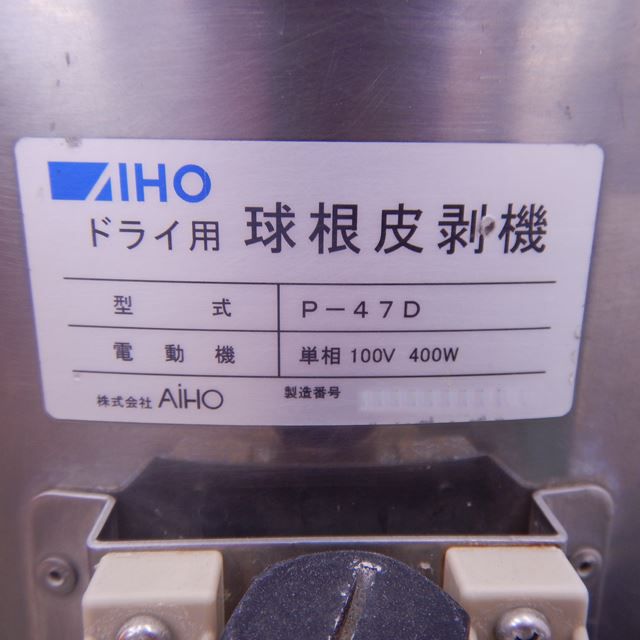 AIHO
ドライ用 球根皮剥機
型式 P-47D
電動機 単相 100V 400W
株式会社 AiHO 製造番号